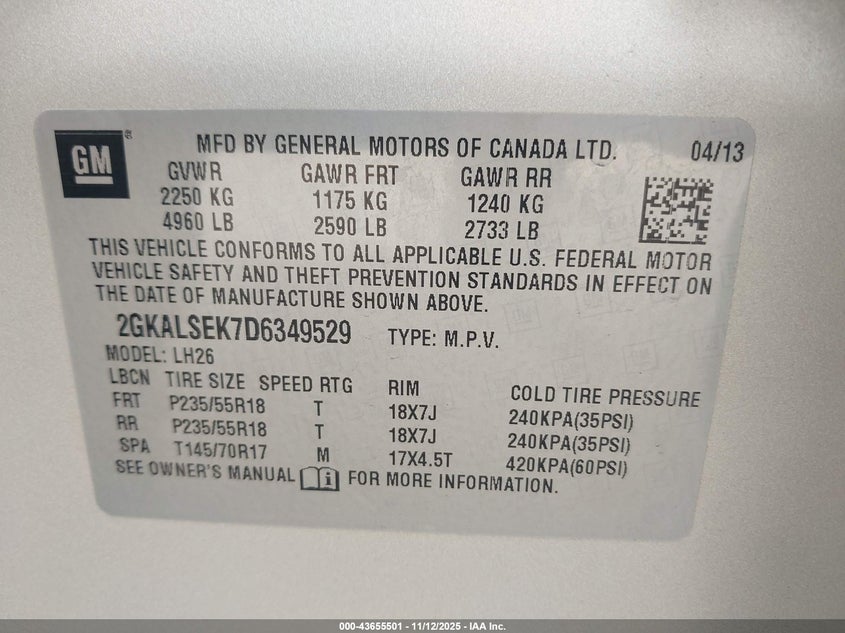 GM ®
MFD BY GENERAL MOTORS OF CANADA LTD. 04/13
GVWR GAWR FRT GAWR RR
2250 KG 1175 KG 1240 KG
4960 LB 2590 LB 2733 LB
THIS VEHICLE CONFORMS TO ALL APPLICABLE U.S. FEDERAL MOTOR
VEHICLE SAFETY AND THEFT PREVENTION STANDARDS IN EFFECT ON
THE DATE OF MANUFACTURE SHOWN ABOVE.
2GKALSEK7D6349529 TYPE: M.P.V.
MODEL: LH26
LBCN TIRE SIZE SPEED RTG RIM COLD TIRE PRESSURE
FRT P235/55R18 T 18X7J 240KPA(35PSI)
RR P235/55R18 T 18X7J 240KPA(35PSI)
SPA T145/70R17 M 17X4.5T 420KPA(60PSI)
SEE OWNER'S MANUAL FOR MORE INFORMATION.
000-43655501 - 11/12/2025 - IAA Inc.